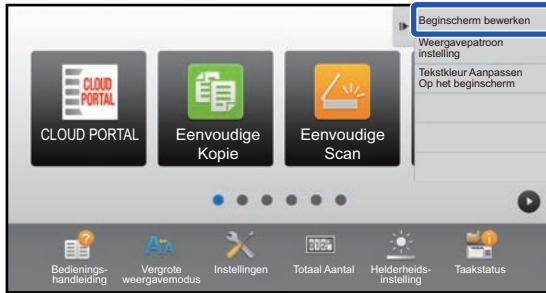 Beginscherm bewerken
Weergavepatroon
instelling
Tekstkleur Aanpassen
Op het beginscherm
CLOUD
PORTAL
CLOUD PORTAL
Eenvoudige
Kopie
Eenvoudige
Scan
Bedienings-
handleiding
Vergrote
weergavemodus
Instellingen
Totaal Aantal
Helderheids-
instelling
Taakstatus